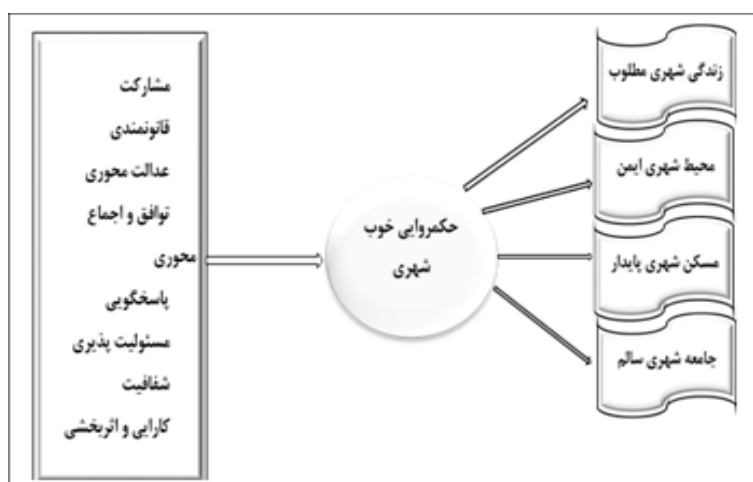 مشارکت
قانونمندی
عدالت محوری
توافق و اجماع
محوری
پاسخگویی
مسئولیت پذیری
شفافیت
کارایی و اثربخشی
حکمروایی خوب
شهری
زندگی شهری مطلوب
محیط شهری ایمن
مسکن شهری پایدار
جامعه شهری سالم